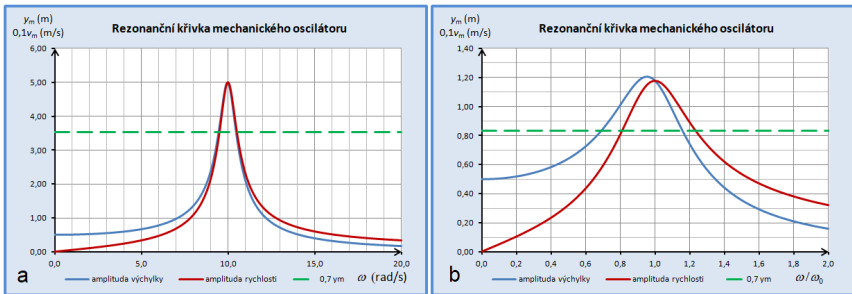 yₘ (m)
0,1vₘ (m/s)
Rezonanční křivka mechanického oscilátoru
6,00
5,00
4,00
3,00
2,00
1,00
0,00
0,0 5,0 10,0 15,0 20,0
a
amplituda výchylky amplituda rychlosti 0,7 ym ω (rad/s)
yₘ (m)
0,1vₘ (m/s)
Rezonanční křivka mechanického oscilátoru
1,40
1,20
1,00
0,80
0,60
0,40
0,20
0,00
0,0 0,2 0,4 0,6 0,8 1,0 1,2 1,4 1,6 1,8 2,0
b
amplituda výchylky amplituda rychlosti 0,7 ym ω/ω₀